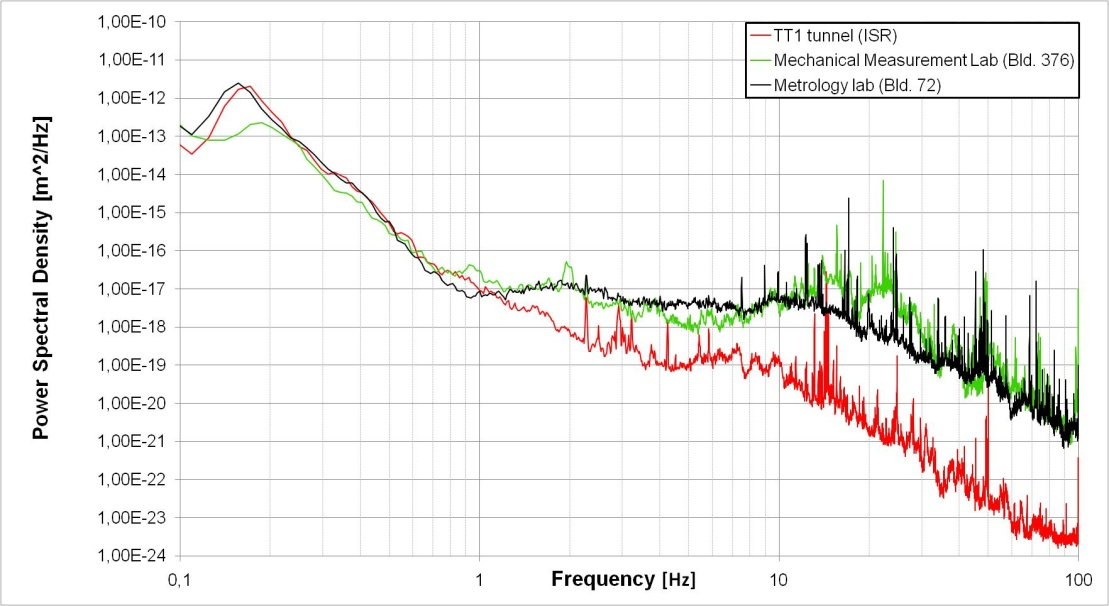 1,00E-10
1,00E-11
1,00E-12
1,00E-13
1,00E-14
1,00E-15
1,00E-16
1,00E-17
1,00E-18
1,00E-19
1,00E-20
1,00E-21
1,00E-22
1,00E-23
1,00E-24
Power Spectral Density [m^2/Hz]
TT1 tunnel (ISR)
Mechanical Measurement Lab (Bld. 376)
Metrology lab (Bld. 72)
0,1
1
10
100
Frequency [Hz]